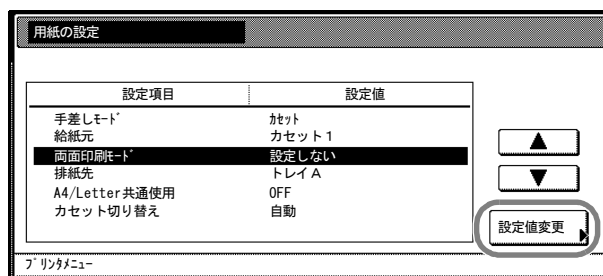 用紙の設定
設定項目 設定値
手差しﾓｰﾄﾞ ｶｾｯﾄ
給紙元 カセット1
両面印刷ﾓｰﾄﾞ 設定しない
排紙先 トレイA
A4/Letter共通使用 OFF
カセット切り替え 自動
設定値変更
ﾌﾟﾘﾝﾀﾒﾆｭｰ